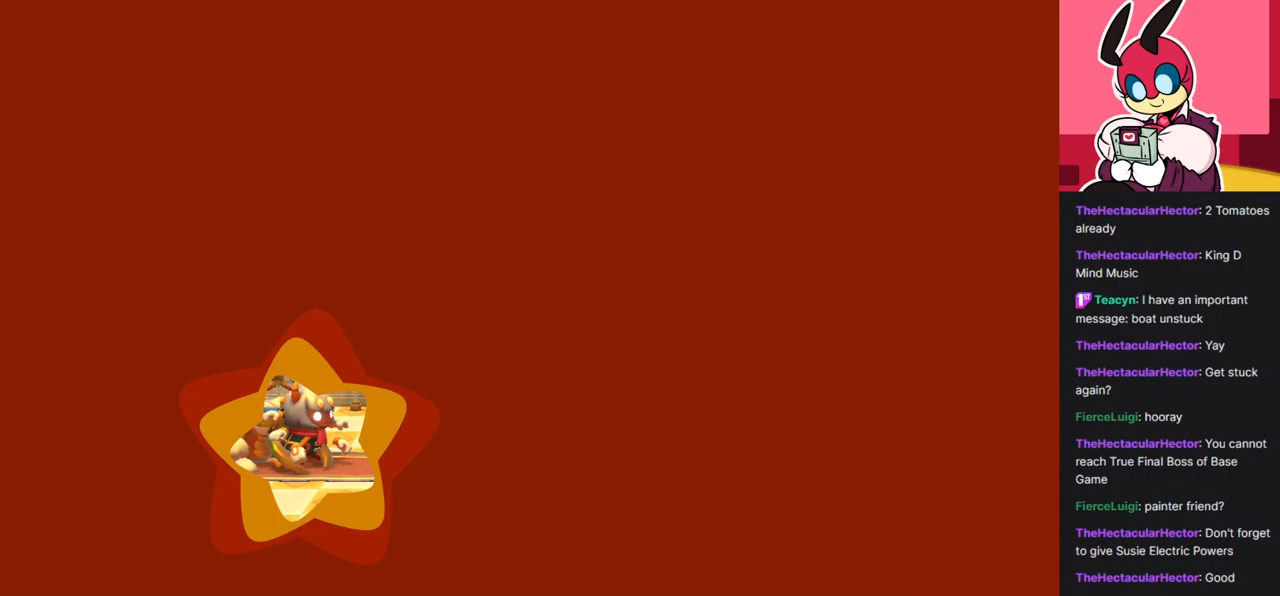 TheHectacularHector: 2 Tomatoes
already
TheHectacularHector: King D
Mind Music
1ST Teacyn: I have an important
message: boat unstuck
TheHectacularHector: Yay
TheHectacularHector: Get stuck
again?
FierceLuigi: hooray
TheHectacularHector: You cannot
reach True Final Boss of Base
Game
FierceLuigi: painter friend?
TheHectacularHector: Don't forget
to give Susie Electric Powers
TheHectacularHector: Good